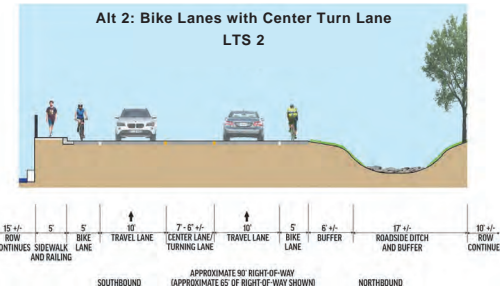 Alt 2: Bike Lanes with Center Turn Lane
LTS 2
15' +/- 5' 5' 10' 7' - 6" +/- 10' 5' 6' +/- 17' +/- 10' +/-
ROW CONTINUES
SIDEWALK AND RAILING
BIKE LANE
TRAVEL LANE
CENTER LANE/ TURNING LANE
TRAVEL LANE
BIKE LANE
BUFFER
ROADSIDE DITCH AND BUFFER
ROW CONTINUE
APPROXIMATE 90' RIGHT-OF-WAY
SOUTHBOUND (APPROXIMATE 65' OF RIGHT-OF-WAY SHOWN) NORTHBOUND